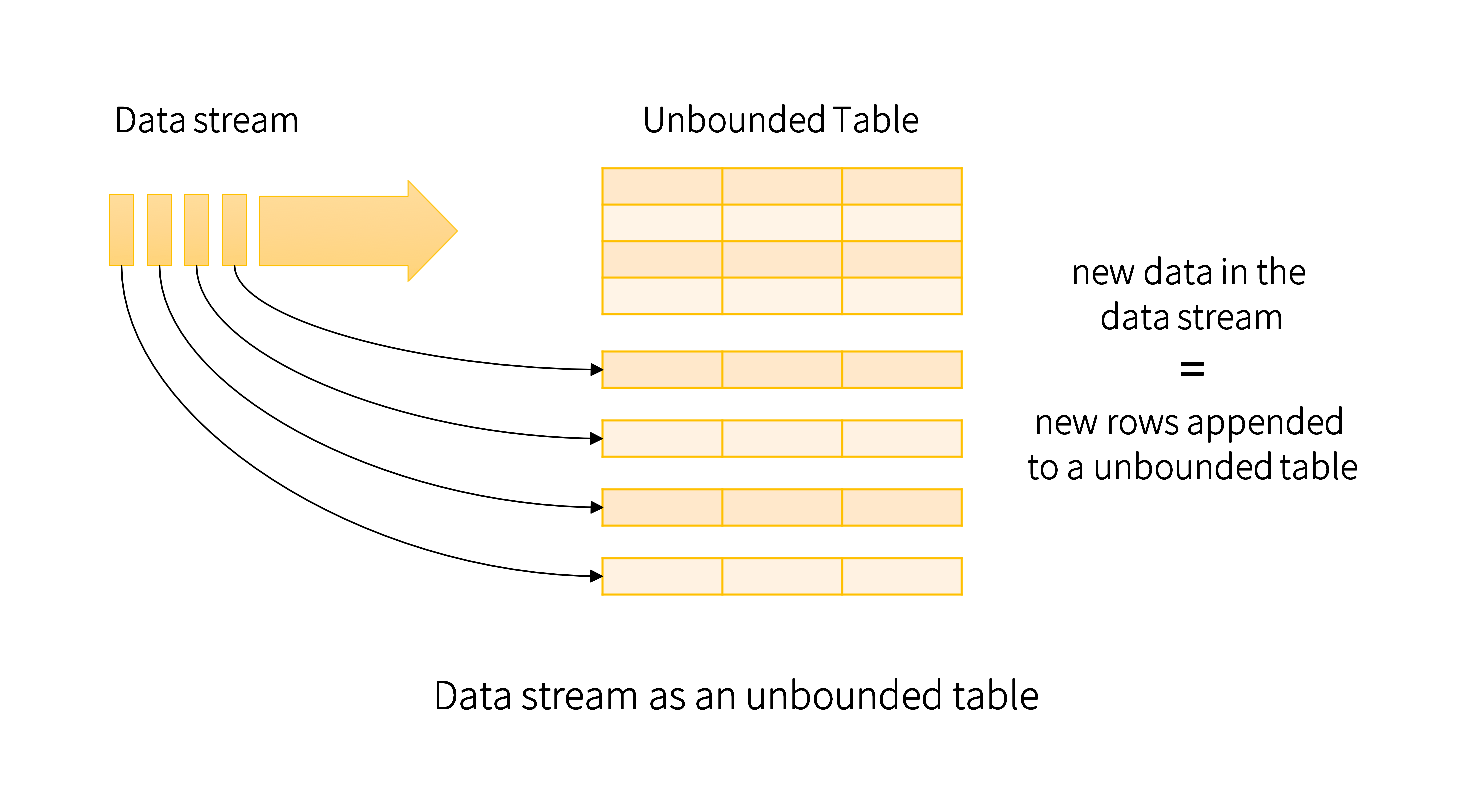 Data stream
Unbounded Table
new data in the
data stream
=
new rows appended
to a unbounded table
Data stream as an unbounded table